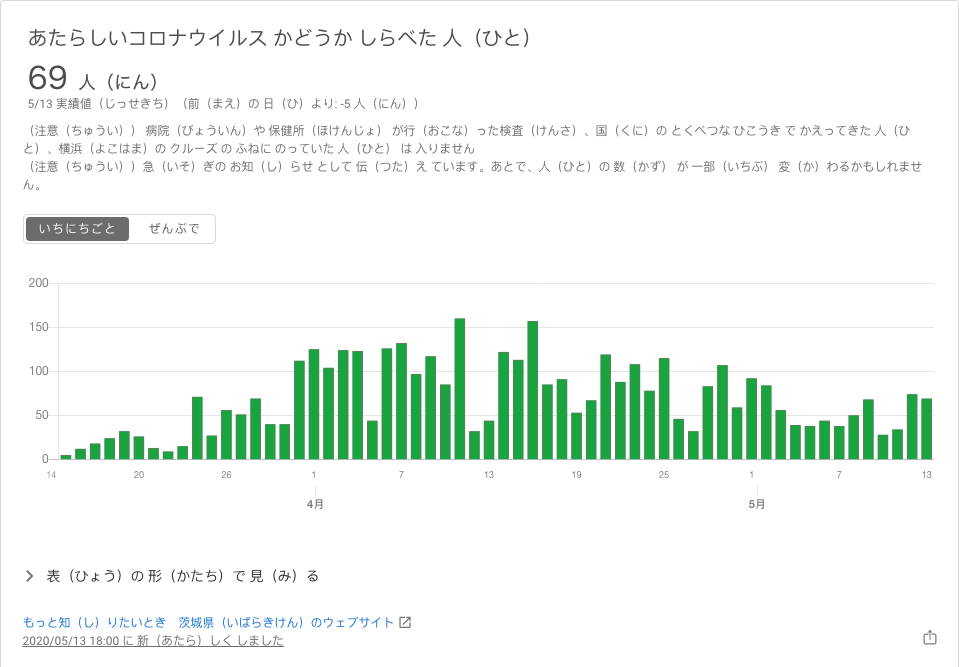 あたらしいコロナウイルス かどうか しらべた 人（ひと）
69 人（にん）
5/13 実績値（じっせきち）（前（まえ）の 日（ひ）より: -5 人（にん））
（注意（ちゅうい）） 病院（びょういん）や 保健所（ほけんじょ） が行（おこな）った検査（けんさ）、国（くに）の とくべつな ひこうき で かえってきた 人（ひ
と）、横浜（よこはま）の クルーズ の ふねに のっていた 人（ひと） は 入りません
（注意（ちゅうい））急（いそ）ぎの お知（し）らせ として 伝（つた）え ています。あとで、人（ひと）の 数（かず） が 一部（いちぶ） 変（か）わるかもしれませ
ん。
いちにちごと ぜんぶで
200
150
100
50
0
14 20 26 1 7 13 19 25 1 7 13
4月 5月
表（ひょう）の 形（かたち）で 見（み）る
もっと知（し）りたいとき 茨城県（いばらきけん）のウェブサイト
2020/05/13 18:00 に 新（あたら）しく しました